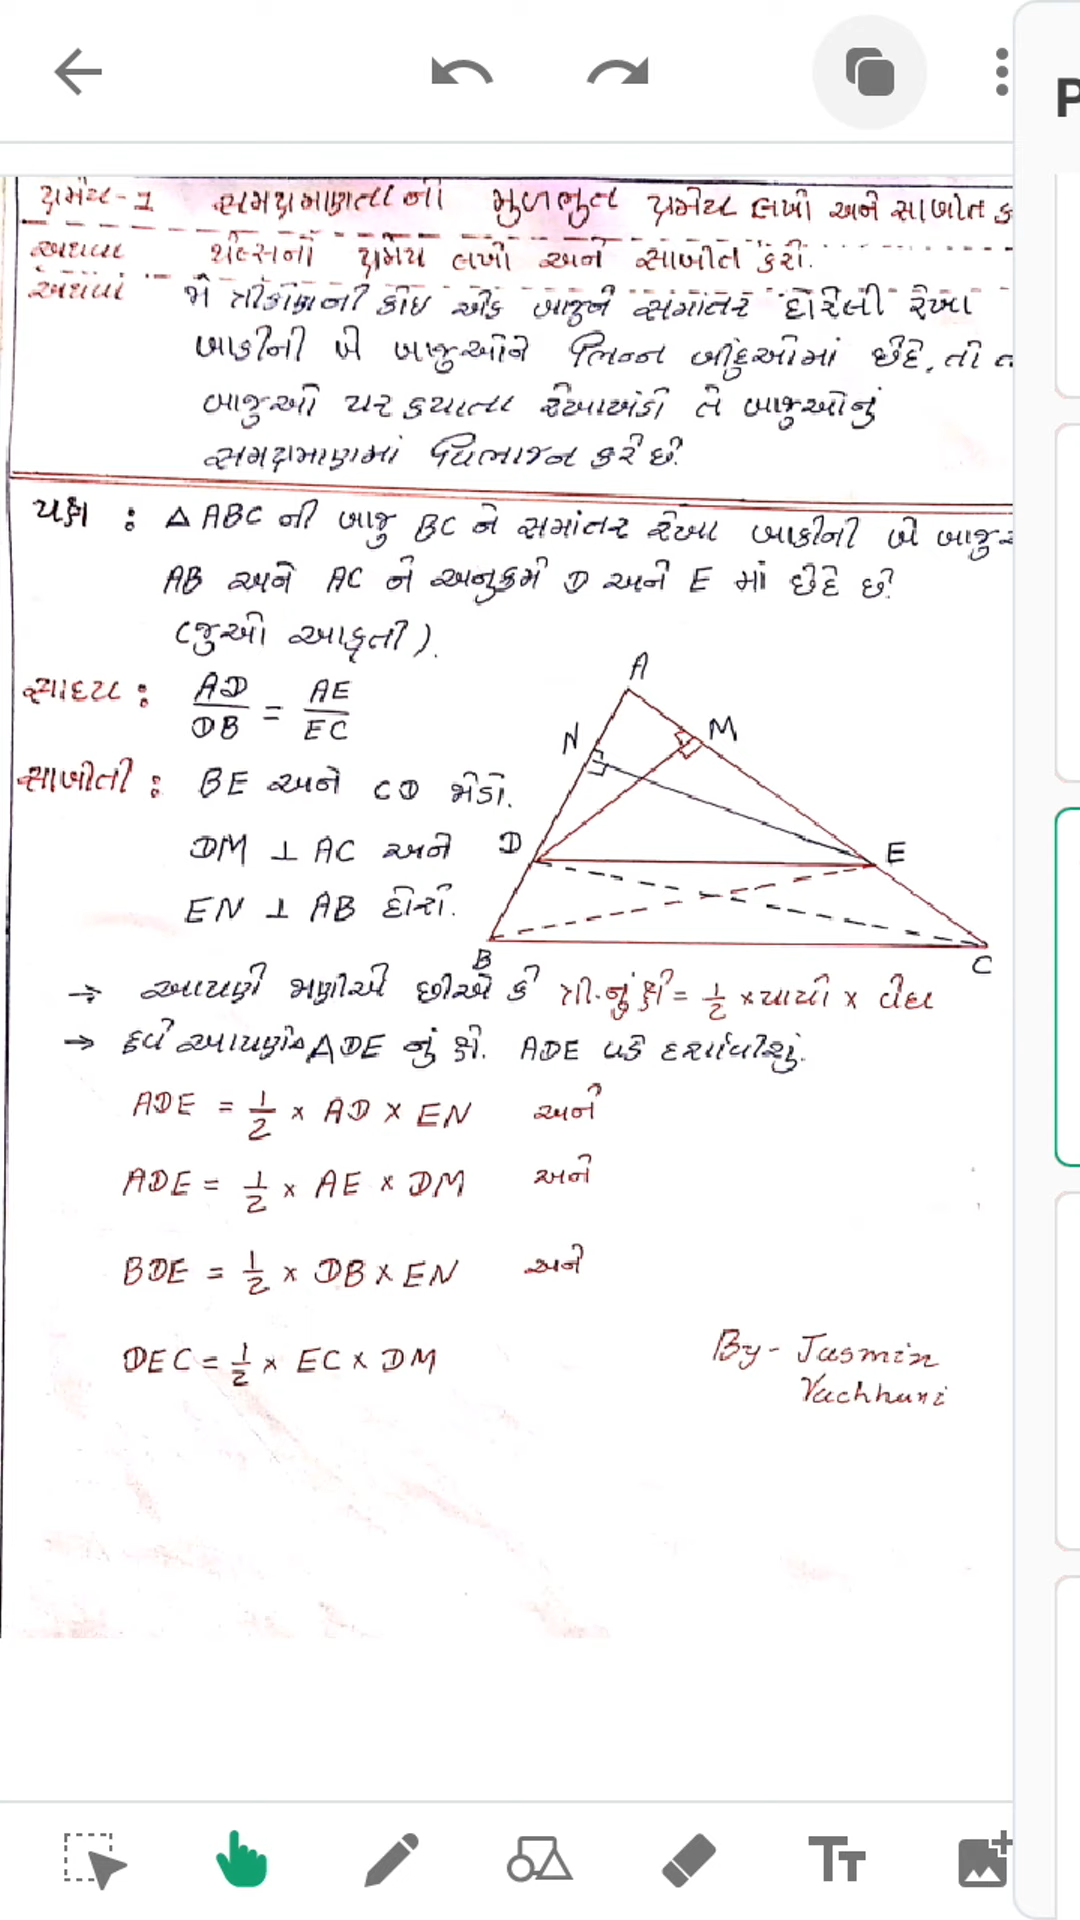 પ્રમેય-1 સમપ્રમાણતાની મુળભુત પ્રમેય લખો અને સાબીત ક
અથવા થેલ્સનો પ્રમેય લખો અને સાબીત કરો.
અથવા જો ત્રીકોણની કોઇ એક બાજુને સમાંતર દોરેલી રેખા
બાકીની બે બાજુઓને ભિન્ન બીંદુઓમાં છેદે, તો ત
બાજુઓ પર કપાતા રેખાખંડો તે બાજુઓનું
સમપ્રમાણમાં વિભાજન કરે છે.
પક્ષ : △ ABC ની બાજુ BC ને સમાંતર રેખા બાકીની બે બાજુ
AB અને AC ને અનુક્રમે D અને E માં છેદે છે.
(જુઓ આકૃતી).
સાધ્ય : AD/DB = AE/EC
સાબીતી : BE અને CD જોડો.
DM ⊥ AC અને
EN ⊥ AB દોરો.
A
N
M
D
E
B
C
→ આપણે જાણીએ છીએ કે ત્રી.નું ક્ષે = 1/2 × પાયો × વેધ
→ હવે આપણે △ADE નું ક્ષે. ADE વડે દર્શાવીશું.
ADE = 1/2 × AD × EN અને
ADE = 1/2 × AE × DM અને
BDE = 1/2 × DB × EN અને
DEC = 1/2 × EC × DM
By - Jasmin
Vachhani
P
Tт